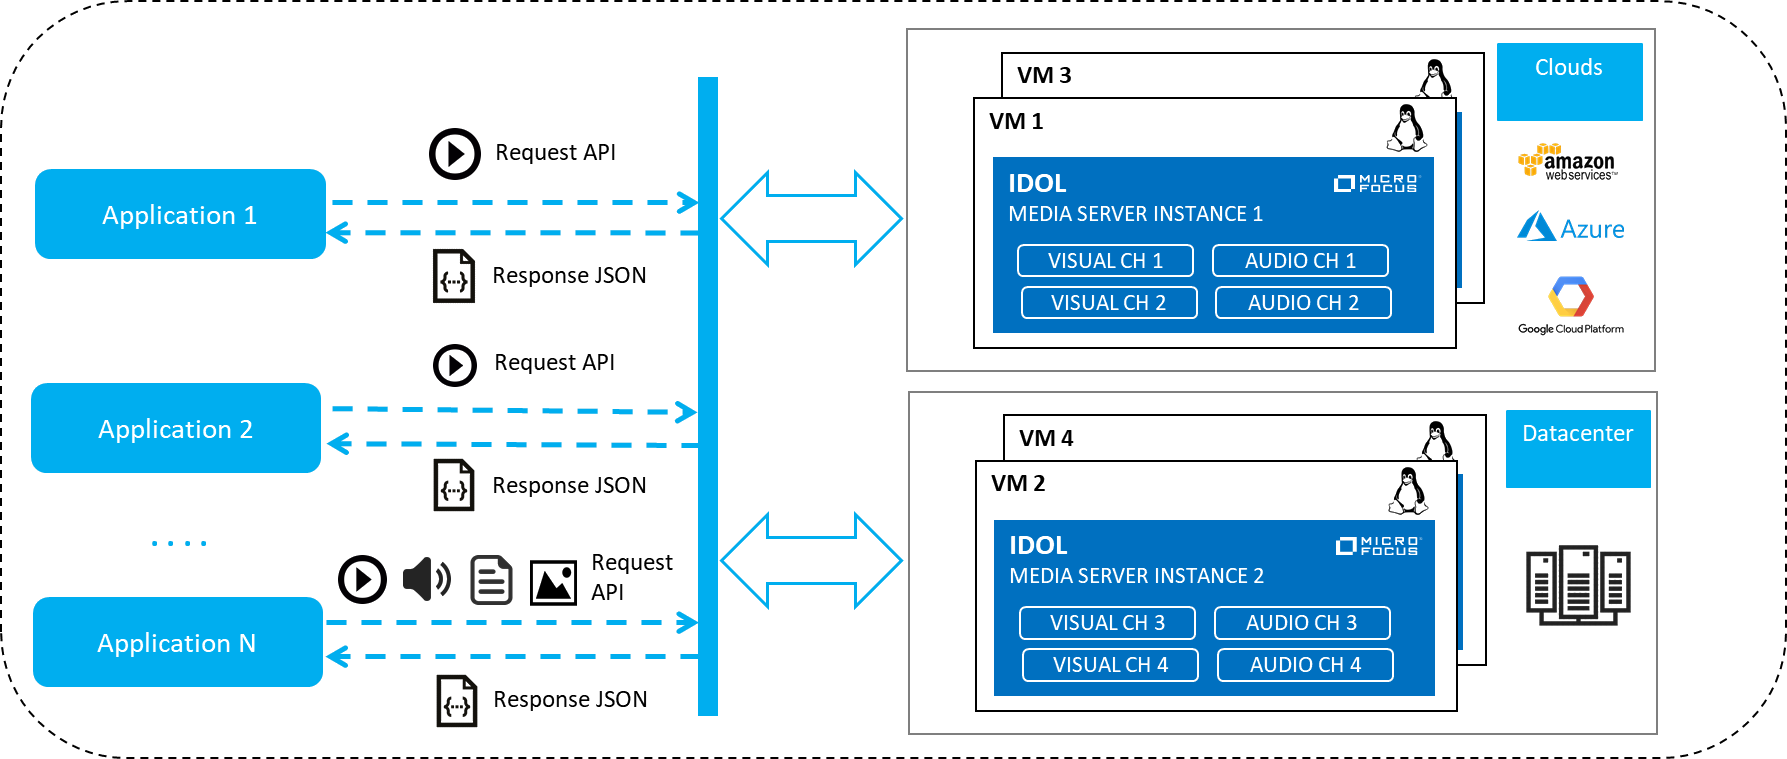 Application 1
Request API
Response JSON
Application 2
Request API
Response JSON
....
Application N
Request
API
Response JSON
{···}
{···}
{···}
VM 3
VM 1
IDOL
MICRO
FOCUS
MEDIA SERVER INSTANCE 1
VISUAL CH 1
AUDIO CH 1
VISUAL CH 2
AUDIO CH 2
Clouds
amazon
webservices™
Azure
Google Cloud Platform
VM 4
VM 2
IDOL
MICRO
FOCUS
MEDIA SERVER INSTANCE 2
VISUAL CH 3
AUDIO CH 3
VISUAL CH 4
AUDIO CH 4
Datacenter